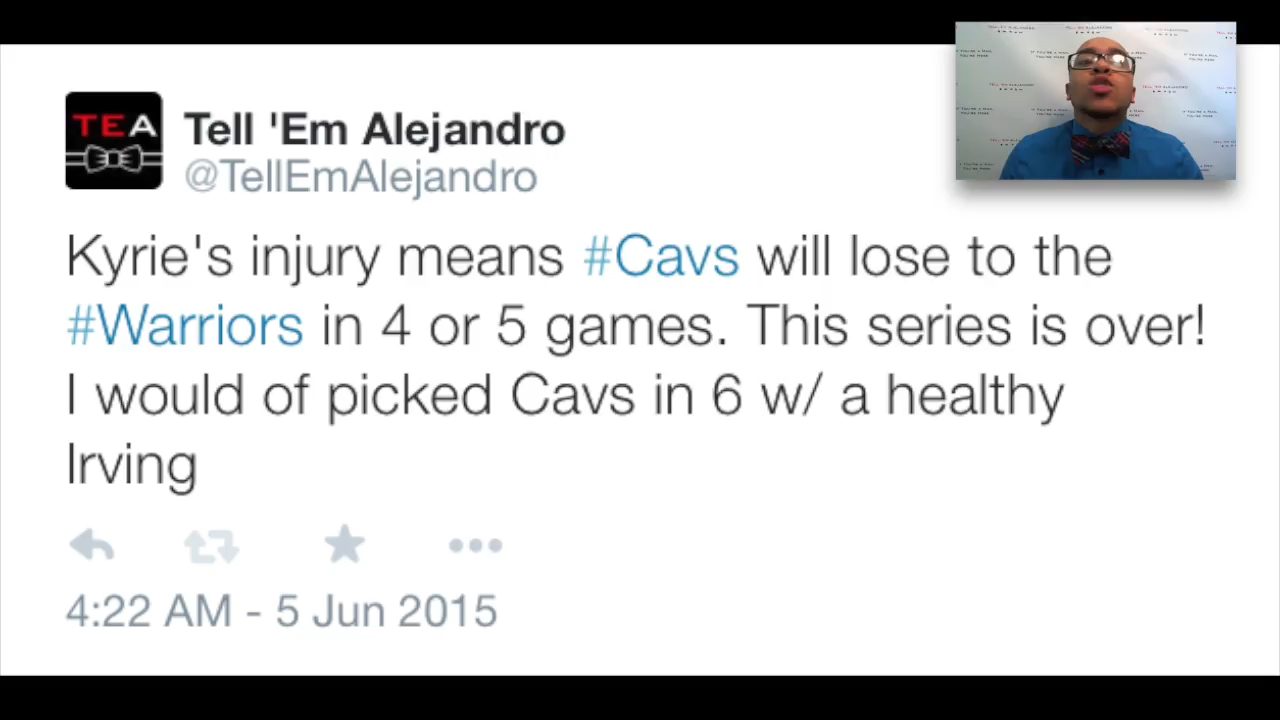 TEA
Tell 'Em Alejandro
@TellEmAlejandro
Kyrie's injury means #Cavs will lose to the
#Warriors in 4 or 5 games. This series is over!
I would of picked Cavs in 6 w/ a healthy
Irving
4:22 AM - 5 Jun 2015